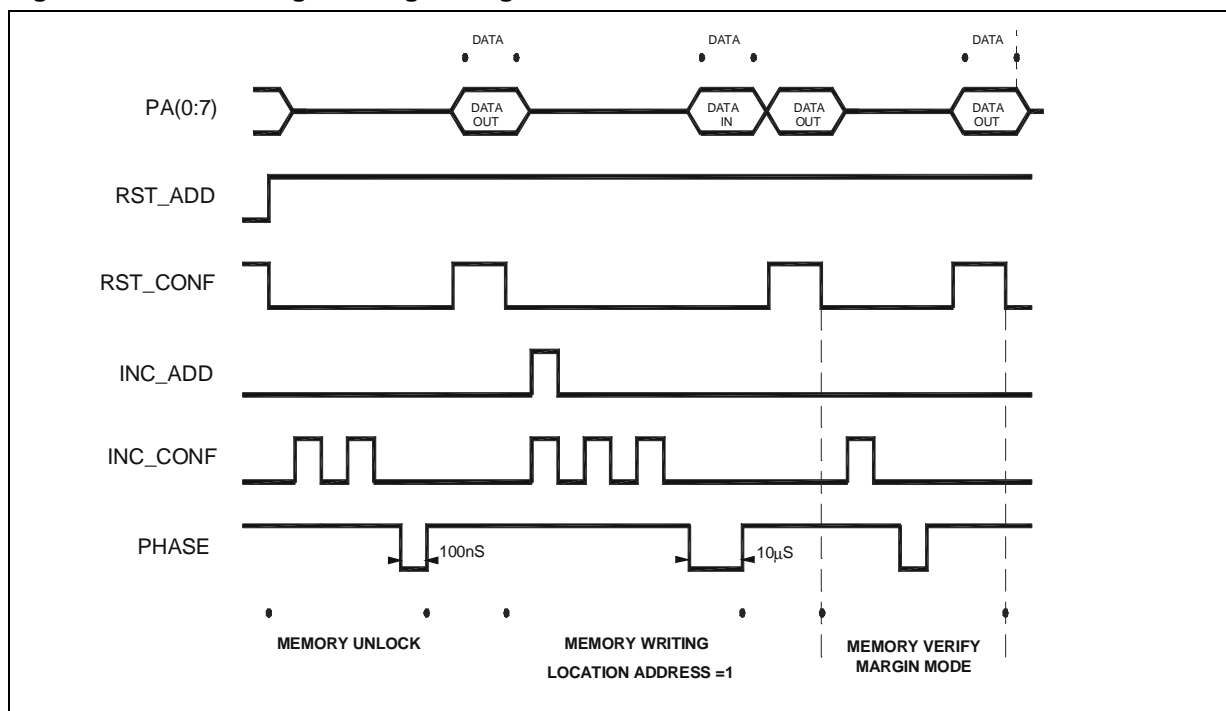 DATA DATA DATA
PA(0:7) DATA OUT DATA IN DATA OUT DATA OUT
RST_ADD
RST_CONF
INC_ADD
INC_CONF
PHASE 100nS 10µS
MEMORY UNLOCK MEMORY WRITING MEMORY VERIFY
LOCATION ADDRESS =1 MARGIN MODE